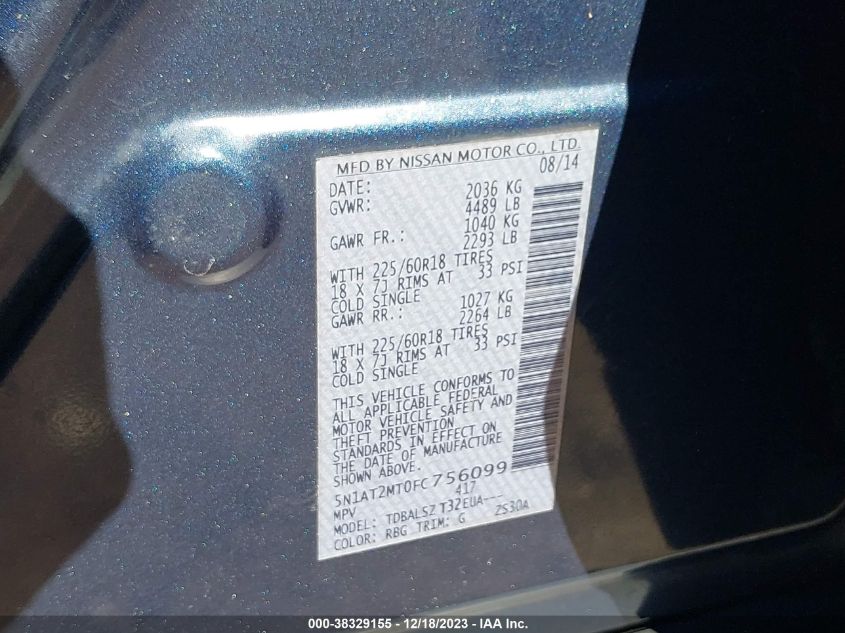 MFD BY NISSAN MOTOR CO., LTD.
DATE: 08/14
GVWR: 2036 KG
4489 LB
GAWR FR.: 1040 KG
2293 LB
WITH 225/60R18 TIRES
18 X 7J RIMS AT 33 PSI
COLD SINGLE
GAWR RR.: 1027 KG
2264 LB
WITH 225/60R18 TIRES
18 X 7J RIMS AT 33 PSI
COLD SINGLE
THIS VEHICLE CONFORMS TO
ALL APPLICABLE FEDERAL
MOTOR VEHICLE SAFETY AND
THEFT PREVENTION
STANDARDS IN EFFECT ON
THE DATE OF MANUFACTURE
SHOWN ABOVE.
5N1AT2MT0FC756099
MPV 417
MODEL: TDBALSZ T32EUA---
COLOR: RBG TRIM: G ZS30A
000-38329155 - 12/18/2023 - IAAI.COM